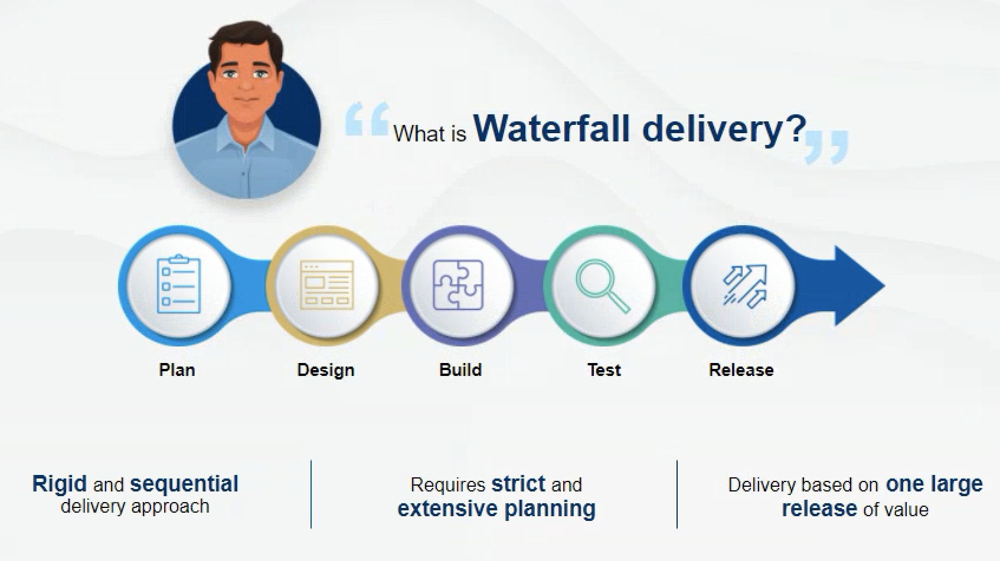 “What is Waterfall delivery?”
Plan
Design
Build
Test
Release
Rigid and sequential
delivery approach
Requires strict and
extensive planning
Delivery based on one large
release of value